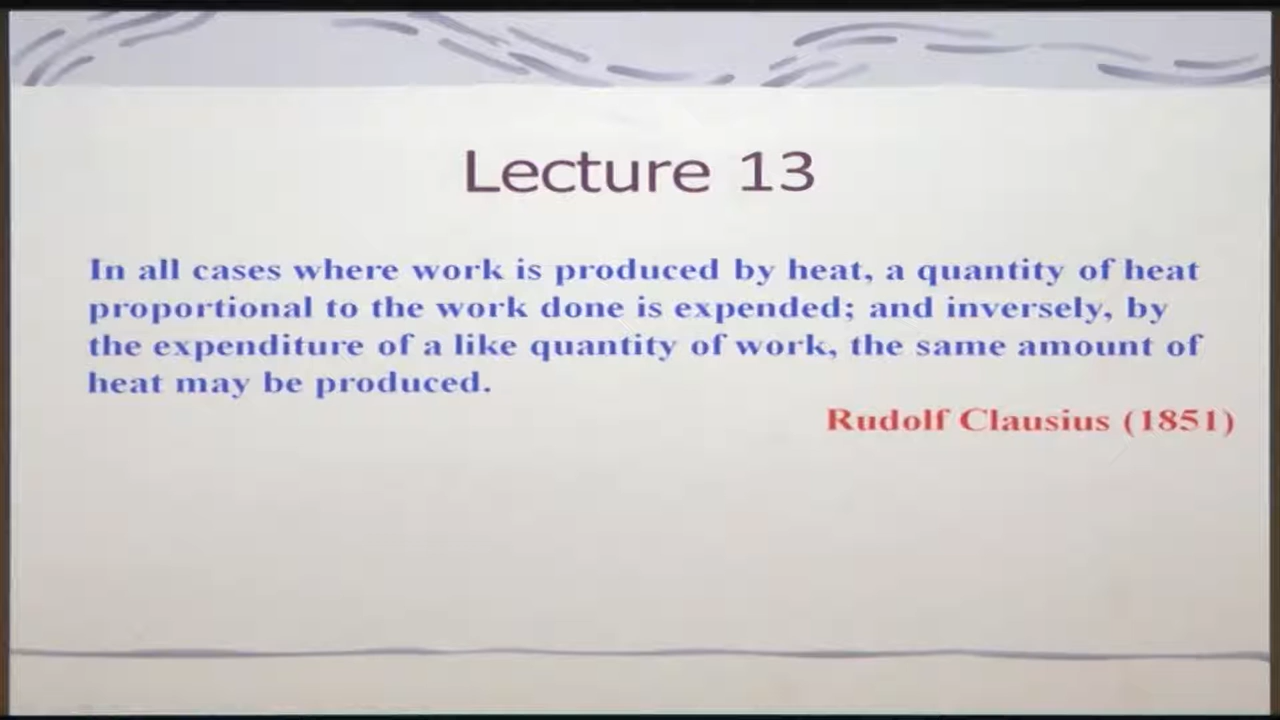 Lecture 13
In all cases where work is produced by heat, a quantity of heat
proportional to the work done is expended; and inversely, by
the expenditure of a like quantity of work, the same amount of
heat may be produced.
Rudolf Clausius (1851)